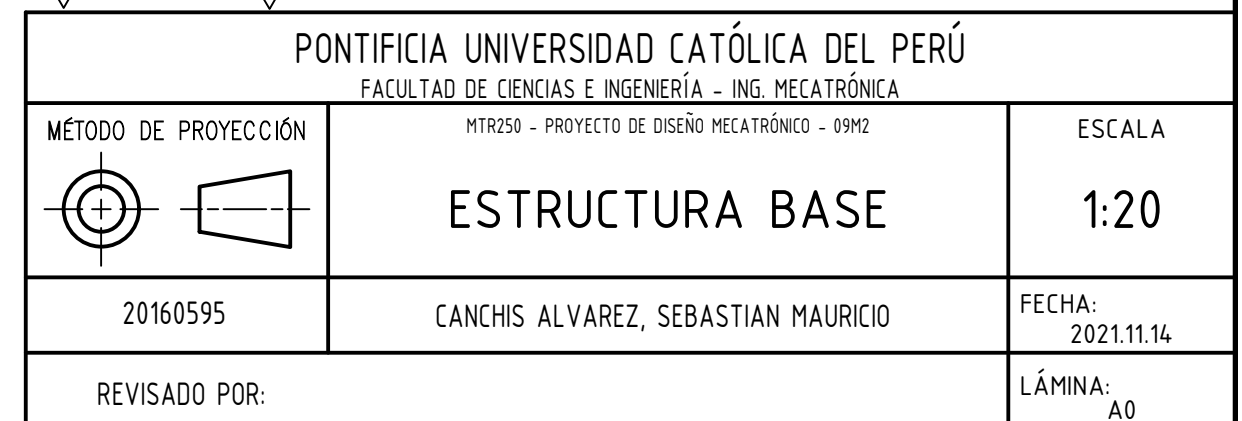 PONTIFICIA UNIVERSIDAD CATÓLICA DEL PERÚ
FACULTAD DE CIENCIAS E INGENIERÍA - ING. MECATRÓNICA
MÉTODO DE PROYECCIÓN
MTR250 - PROYECTO DE DISEÑO MECATRÓNICO - 09M2
ESTRUCTURA BASE
ESCALA
1:20
20160595
CANCHIS ALVAREZ, SEBASTIAN MAURICIO
FECHA:
2021.11.14
REVISADO POR:
LÁMINA:
A0